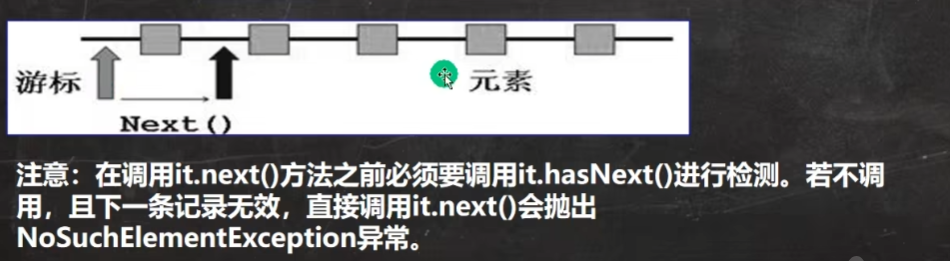 游标
元素
Next()
注意：在调用it.next()方法之前必须要调用it.hasNext()进行检测。若不调
用，且下一条记录无效，直接调用it.next()会抛出
NoSuchElementException异常。